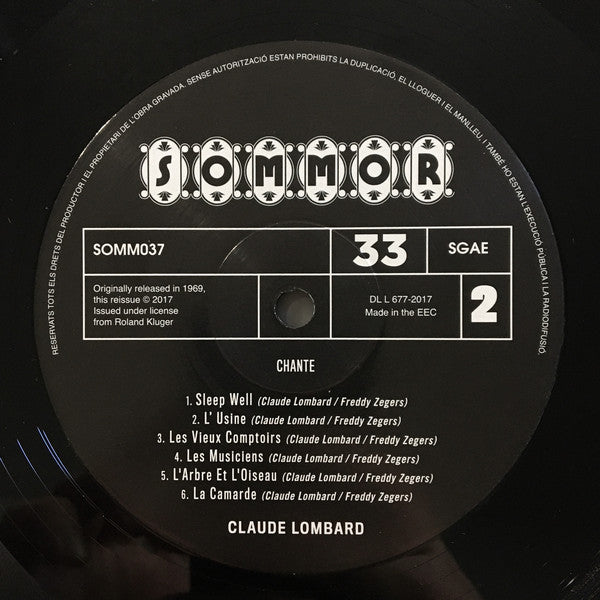 RESERVATS TOTS ELS DRETS DEL PRODUCTOR I EL PROPIETARI DE L'OBRA GRAVADA. SENSE AUTORITZACIÓ ESTAN PROHIBITS LA DUPLICACIÓ, EL LLOGUER I EL MANLLEU, I TAMBÉ HO ESTAN L'EXECUCIÓ PÚBLICA I LA RADIODIFUSIÓ.
SOMMOR
SOMM037
33
SGAE
Originally released in 1969,
this reissue © 2017
Issued under license
from Roland Kluger
DL L 677-2017
Made in the EEC
2
CHANTE
1. Sleep Well (Claude Lombard / Freddy Zegers)
2. L' Usine (Claude Lombard / Freddy Zegers)
3. Les Vieux Comptoirs (Claude Lombard / Freddy Zegers)
4. Les Musiciens (Claude Lombard / Freddy Zegers)
5. L'Arbre Et L'Oiseau (Claude Lombard / Freddy Zegers)
6. La Camarde (Claude Lombard / Freddy Zegers)
CLAUDE LOMBARD